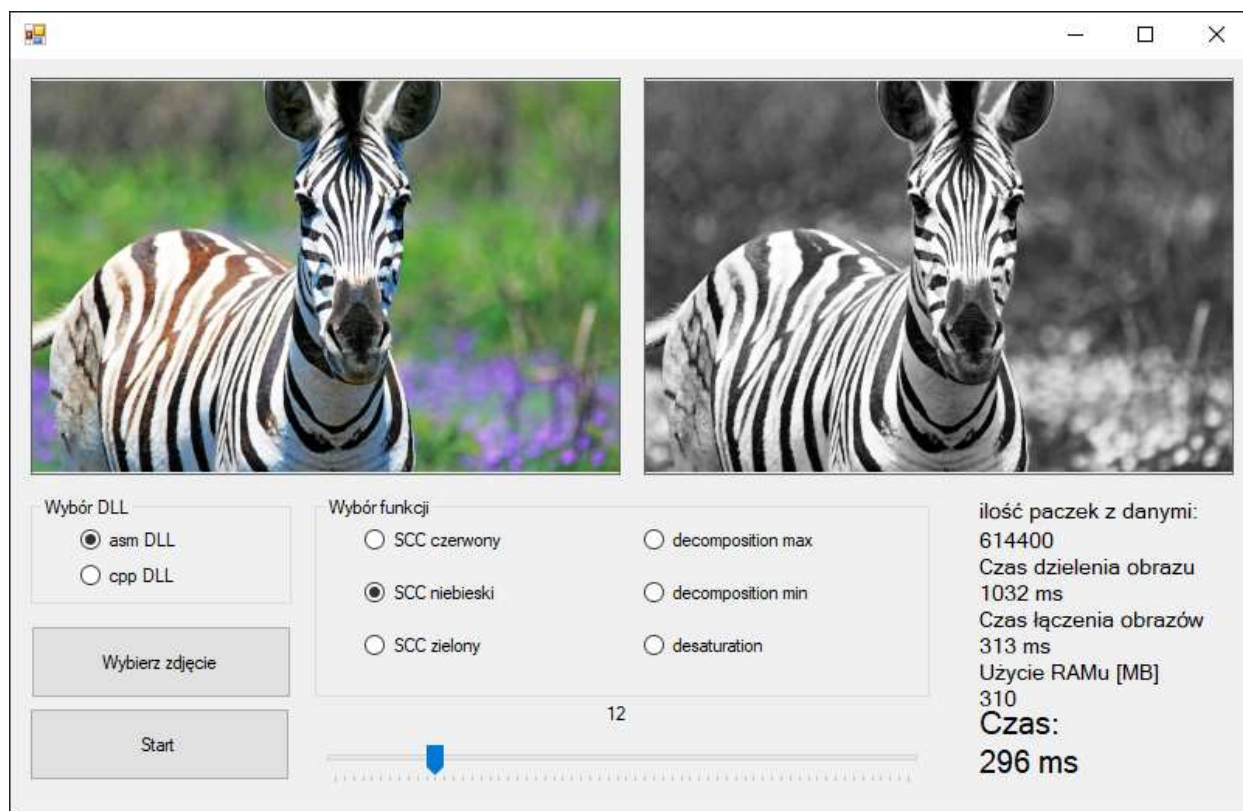 Wybór DLL
asm DLL
cpp DLL
Wybierz zdjęcie
Start
Wybór funkcji
SCC czerwony
SCC niebieski
SCC zielony
decomposition max
decomposition min
desaturation
12
ilość paczek z danymi:
614400
Czas dzielenia obrazu
1032 ms
Czas łączenia obrazów
313 ms
Użycie RAMu [MB]
310
Czas:
296 ms